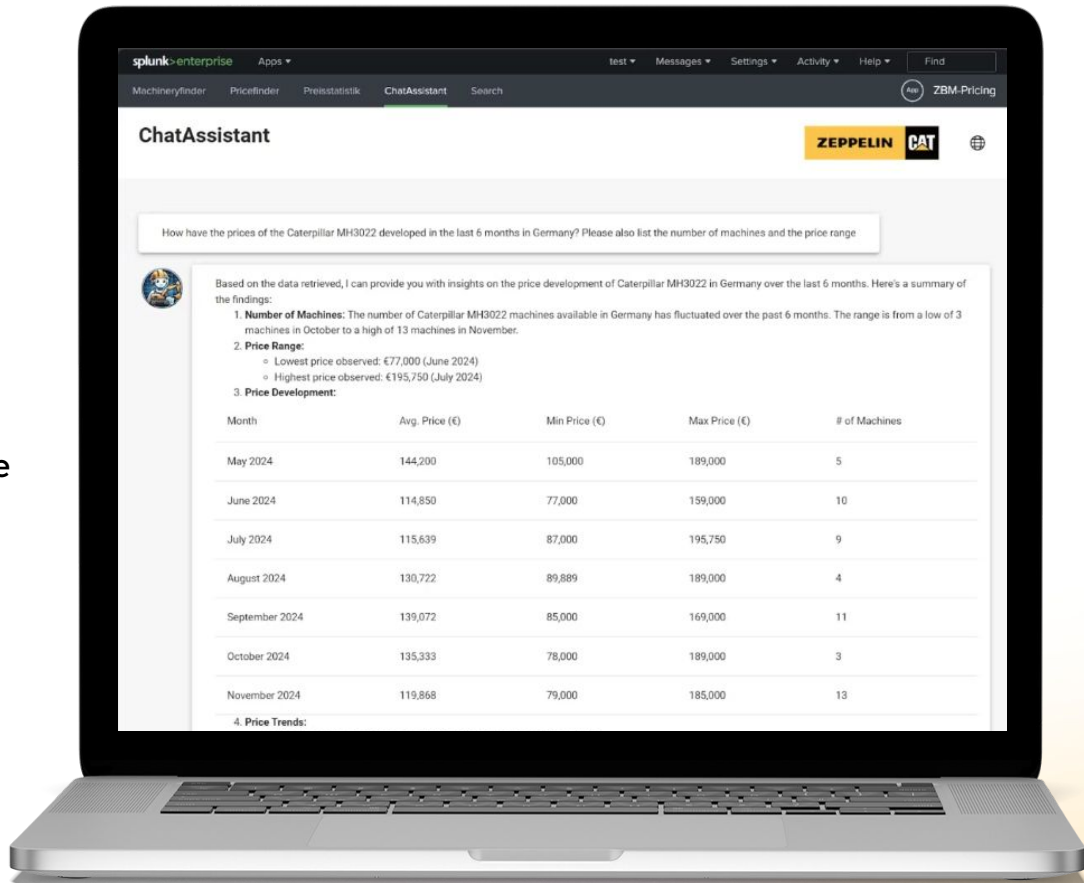 splunk>enterprise Apps test Messages Settings Activity Help Find
Machineryfinder Pricefinder Preisstatistik ChatAssistant Search App ZBM-Pricing
ChatAssistant
ZEPPELIN CAT
How have the prices of the Caterpillar MH3022 developed in the last 6 months in Germany? Please also list the number of machines and the price range
Based on the data retrieved, I can provide you with insights on the price development of Caterpillar MH3022 in Germany over the last 6 months. Here's a summary of
the findings:
1. Number of Machines: The number of Caterpillar MH3022 machines available in Germany has fluctuated over the past 6 months. The range is from a low of 3
machines in October to a high of 13 machines in November.
2. Price Range:
Lowest price observed: €77,000 (June 2024)
Highest price observed: €195,750 (July 2024)
3. Price Development:
Month Avg. Price (€) Min Price (€) Max Price (€) # of Machines
May 2024 144,200 105,000 189,000 5
e
June 2024 114,850 77,000 159,000 10
July 2024 115,639 87,000 195,750 9
August 2024 130,722 89,889 189,000 4
September 2024 139,072 85,000 169,000 11
October 2024 135,333 78,000 189,000 3
November 2024 119,868 79,000 185,000 13
4. Price Trends: